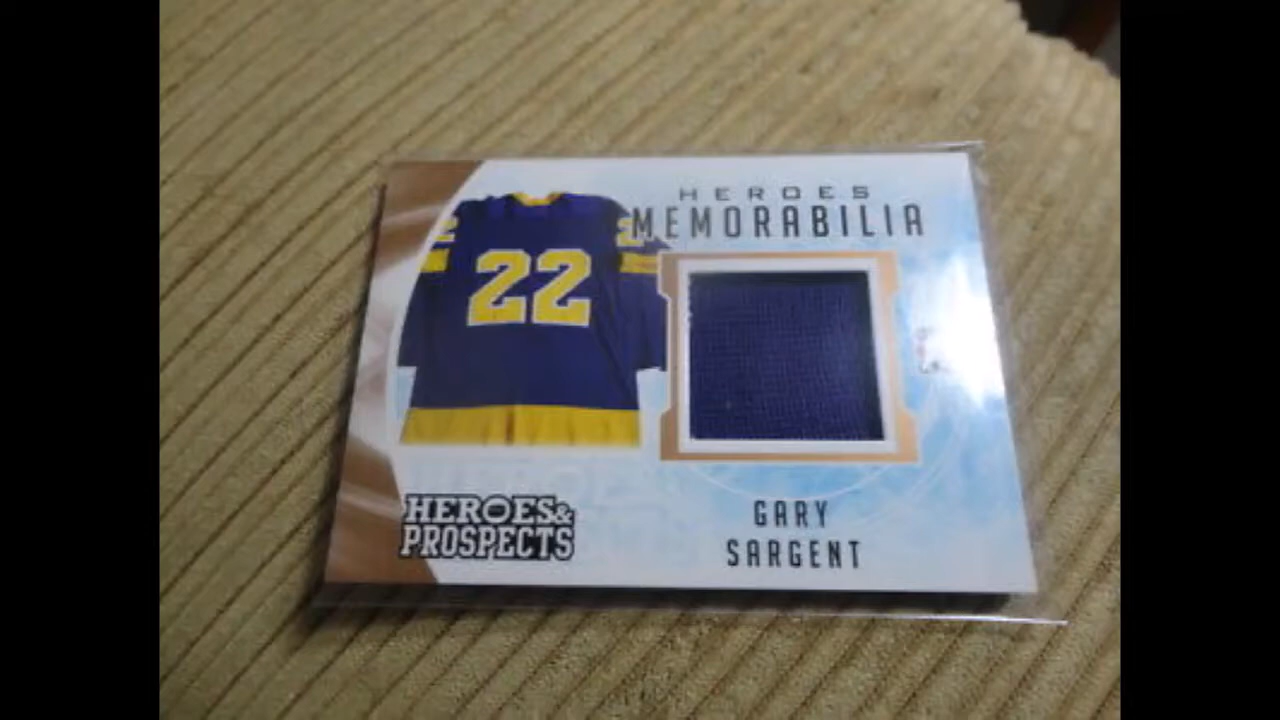 HEROES
MEMORABILIA
22
HEROES &
PROSPECTS
GARY
SARGENT